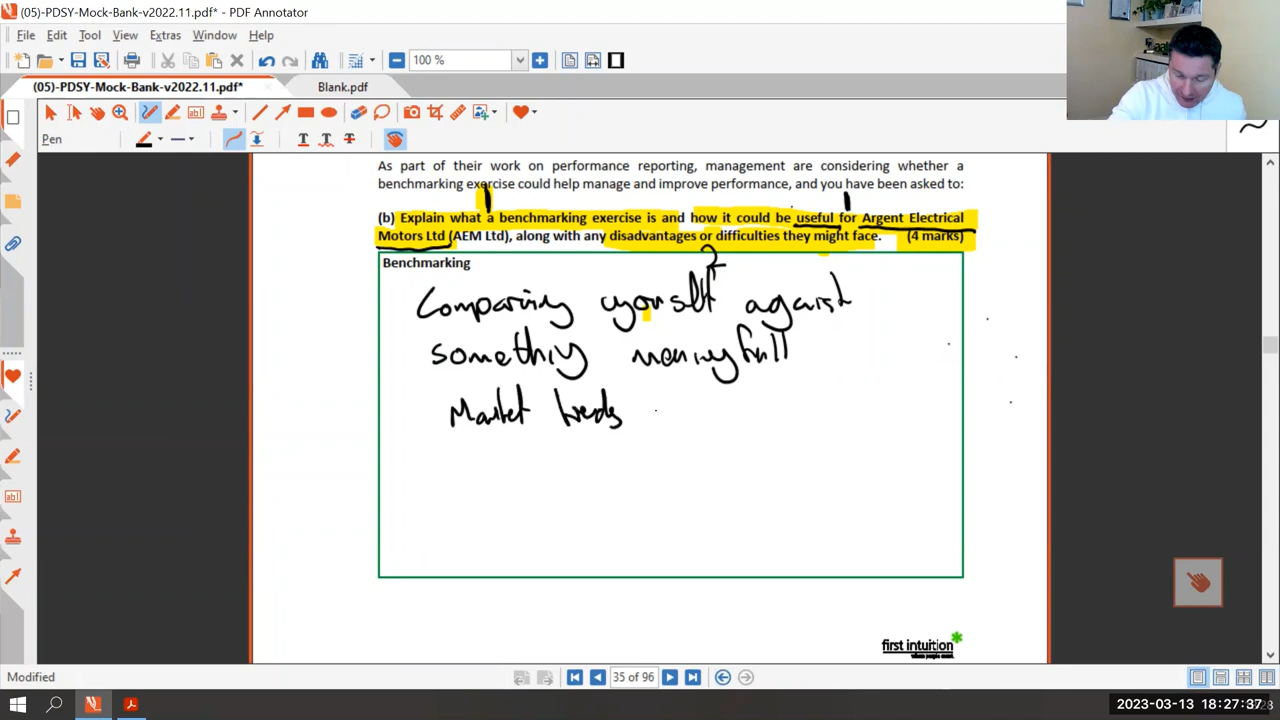 (05)-PDSY-Mock-Bank-v2022.11.pdf* - PDF Annotator
File Edit Tool View Extras Window Help
100 %
(05)-PDSY-Mock-Bank-v2022.11.pdf* Blank.pdf
Pen
As part of their work on performance reporting, management are considering whether a
benchmarking exercise could help manage and improve performance, and you have been asked to:
1 1
(b) Explain what a benchmarking exercise is and how it could be useful for Argent Electrical
Motors Ltd (AEM Ltd), along with any disadvantages or difficulties they might face. (4 marks)
2
Benchmarking
Comparing yourself against
something meaningfull
Market trends
first intuition
Modified
35 of 96
2023-03-13 18:27:37
28